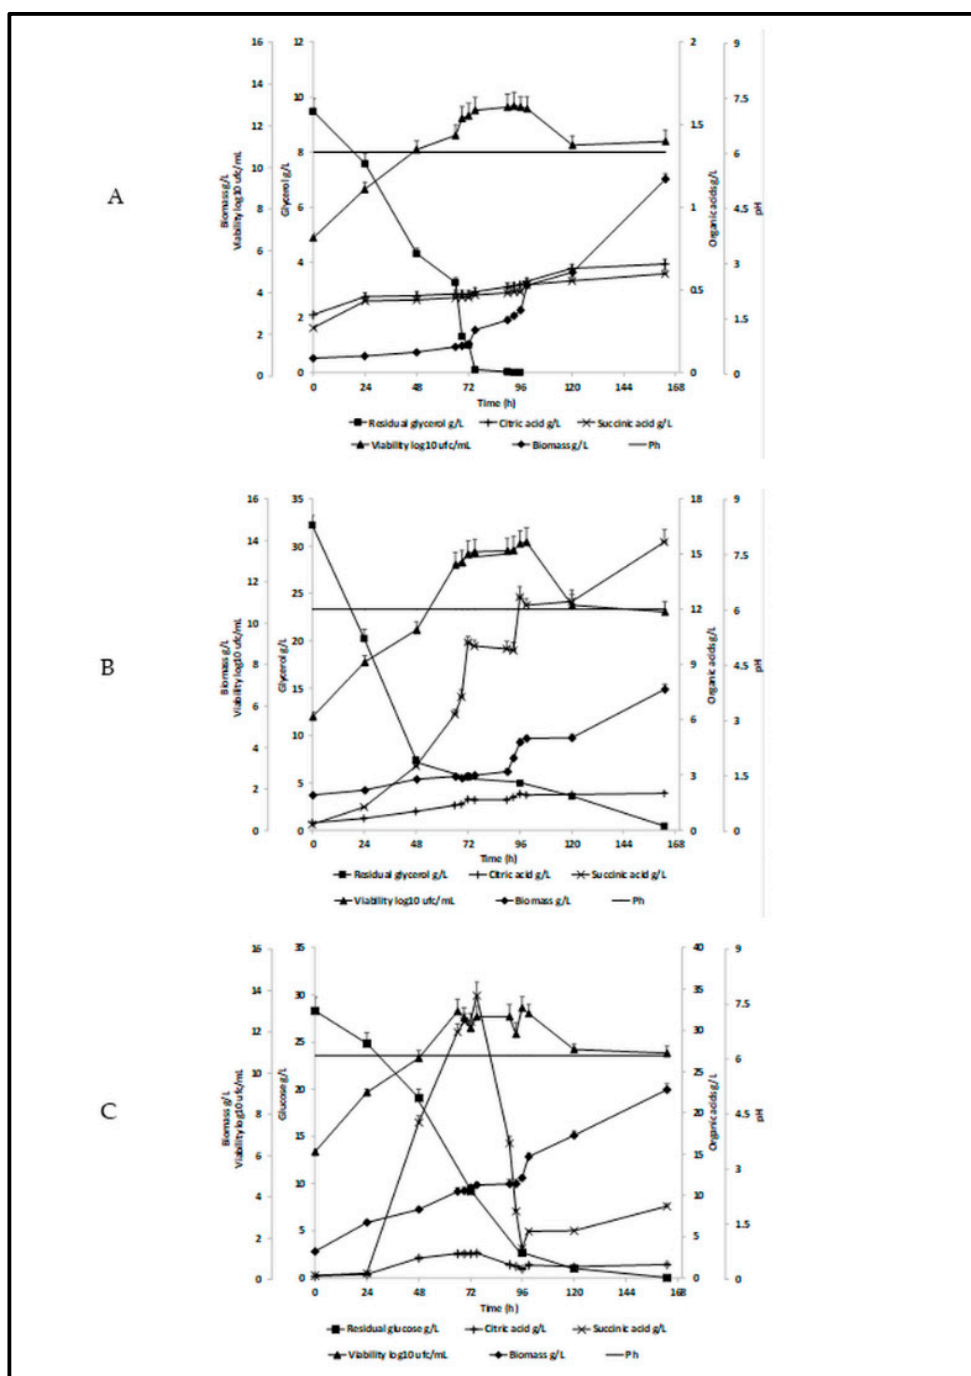 A
Biomass g/L
Viability log10 ufc/mL
Glycerol g/L
Organic acids g/L
pH
16 12 2 9
14 10 7.5
12 1.5
10 8 6
8 6 1 4.5
6 4 3
4 0.5
2 2 1.5
0 0 0 0
0 24 48 72 96 120 144 168
Time (h)
Residual glycerol g/L Citric acid g/L Succinic acid g/L
Viability log10 ufc/mL Biomass g/L Ph
B
Biomass g/L
Viability log10 ufc/mL
Glycerol g/L
Organic acids g/L
pH
16 35 18 9
14 30 15 7.5
12 25
10 12 6
8 20 9 4.5
6 15 6 3
4 10
2 5 3 1.5
0 0 0 0
0 24 48 72 96 120 144 168
Time (h)
Residual glycerol g/L Citric acid g/L Succinic acid g/L
Viability log10 ufc/mL Biomass g/L Ph
C
Biomass g/L
Viability log10 ufc/mL
Glucose g/L
Organic acids g/L
pH
16 35 40 9
14 30 35 7.5
12 25 30
10 25 6
8 20 20 4.5
6 15 15 3
4 10 10
2 5 5 1.5
0 0 0 0
0 24 48 72 96 120 144 168
Time (h)
Residual glucose g/L Citric acid g/L Succinic acid g/L
Viability log10 ufc/mL Biomass g/L Ph